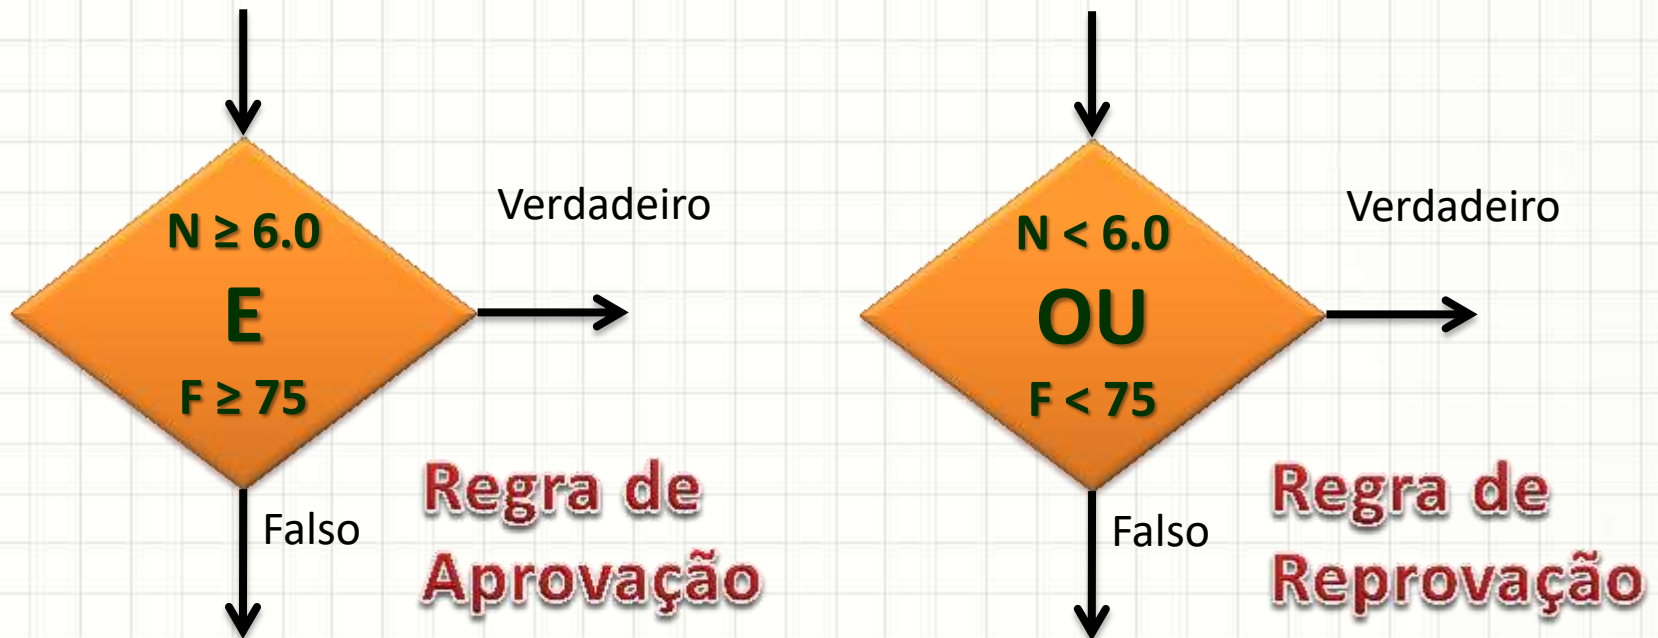 N ≥ 6.0
E
F ≥ 75
Verdadeiro
Falso
Regra de
Aprovação
N < 6.0
OU
F < 75
Verdadeiro
Falso
Regra de
Reprovação